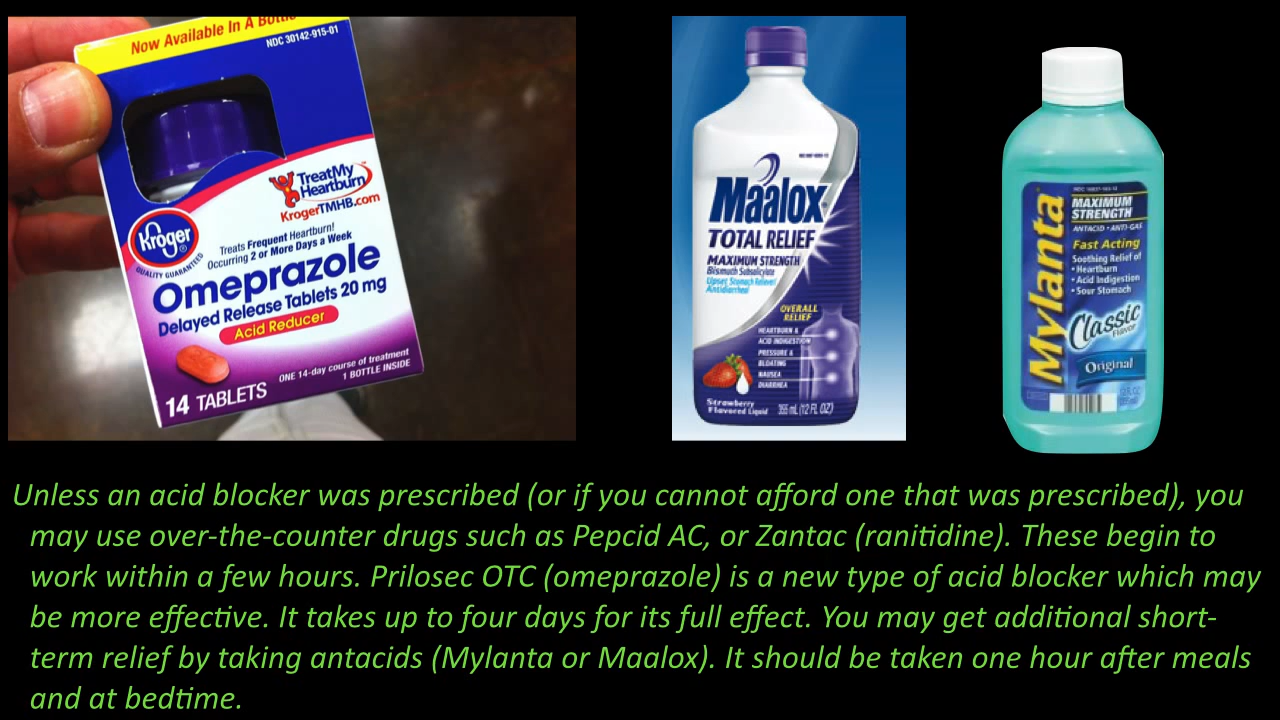 Now Available In A Bottle
NDC 30142-915-01
TreatMy
Heartburn
KrogerTMHB.com
Kroger
QUALITY GUARANTEED
Treats Frequent Heartburn!
Occurring 2 or More Days a Week
Omeprazole
Delayed Release Tablets 20 mg
Acid Reducer
ONE 14-day course of treatment
1 BOTTLE INSIDE
14 TABLETS
Maalox
TOTAL RELIEF
MAXIMUM STRENGTH
Bismuth Subsalicylate
Upset Stomach Reliever/
Antidiarrheal
OVERALL
RELIEF
HEARTBURN &
ACID INDIGESTION
PRESSURE &
BLOATING
NAUSEA
DIARRHEA
Strawberry
Flavored Liquid
355 mL (12 FL OZ)
Mylanta
MAXIMUM
STRENGTH
ANTACID • ANTI-GAS
Fast Acting
Soothing Relief of
• Heartburn
• Acid Indigestion
• Sour Stomach
Classic
Flavor
Original
Unless an acid blocker was prescribed (or if you cannot afford one that was prescribed), you
may use over-the-counter drugs such as Pepcid AC, or Zantac (ranitidine). These begin to
work within a few hours. Prilosec OTC (omeprazole) is a new type of acid blocker which may
be more effective. It takes up to four days for its full effect. You may get additional short-
term relief by taking antacids (Mylanta or Maalox). It should be taken one hour after meals
and at bedtime.